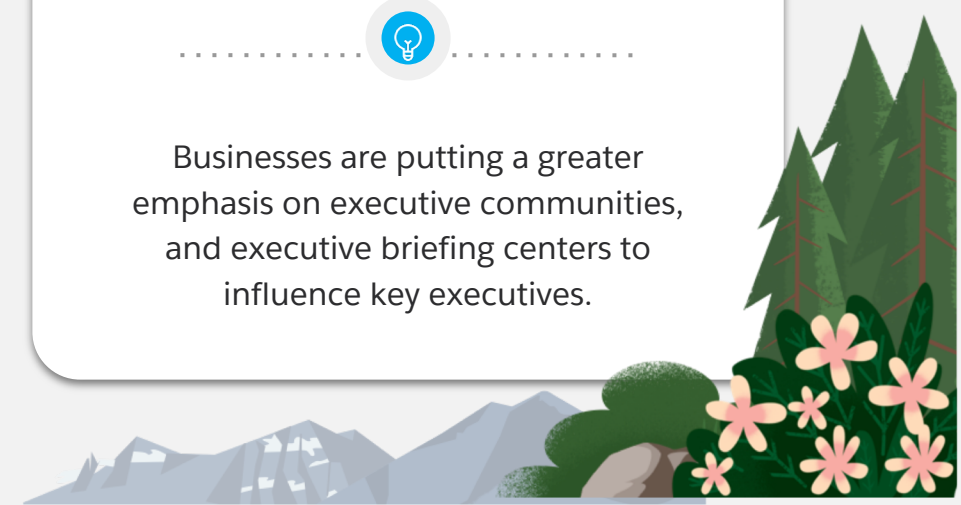 Businesses are putting a greater
emphasis on executive communities,
and executive briefing centers to
influence key executives.